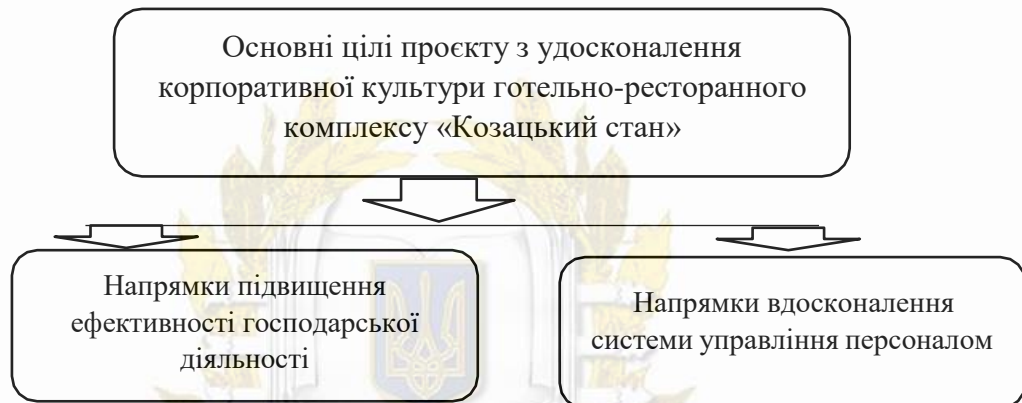 Основні цілі проєкту з удосконалення
корпоративної культури готельно-ресторанного
комплексу «Козацький стан»
Напрямки підвищення
ефективності господарської
діяльності
Напрямки вдосконалення
системи управління персоналом